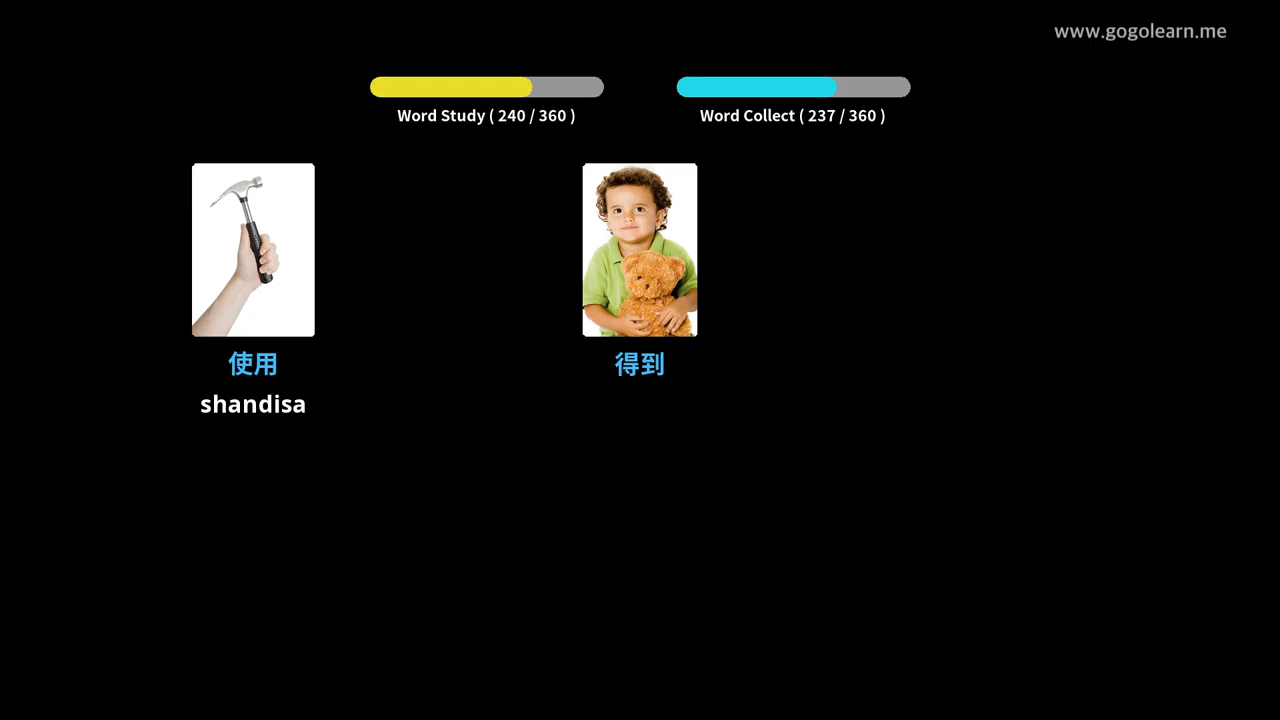 www.gogolearn.me
Word Study ( 240 / 360 )
Word Collect ( 237 / 360 )
使用
得到
shandisa